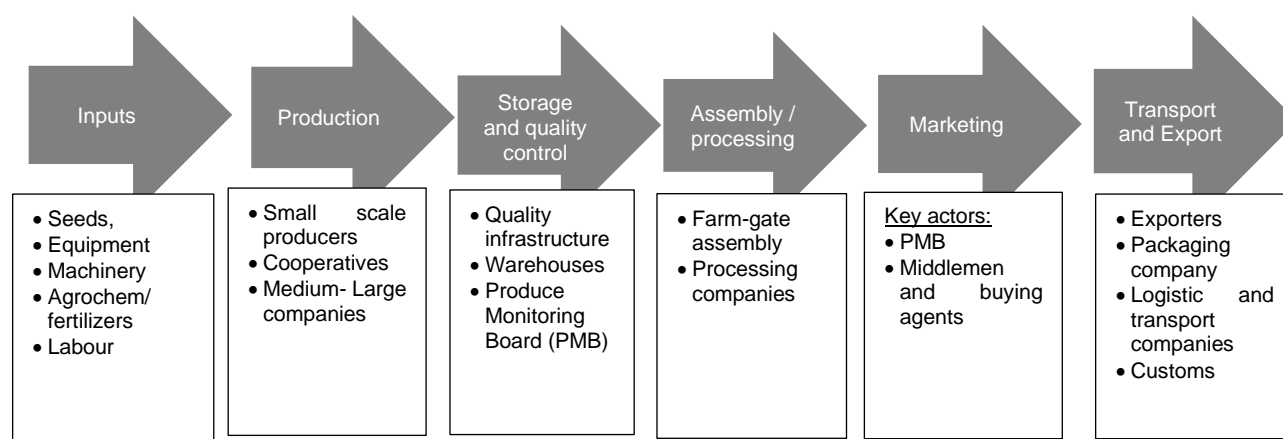 Inputs
Production
Storage
and quality
control
Assembly /
processing
Marketing
Transport
and Export
• Seeds,
• Equipment
• Machinery
• Agrochem/
fertilizers
• Labour
• Small scale
producers
• Cooperatives
• Medium- Large
companies
• Quality
infrastructure
• Warehouses
• Produce
Monitoring
Board (PMB)
• Farm-gate
assembly
• Processing
companies
Key actors:
• PMB
• Middlemen
and buying
agents
• Exporters
• Packaging
company
• Logistic and
transport
companies
• Customs